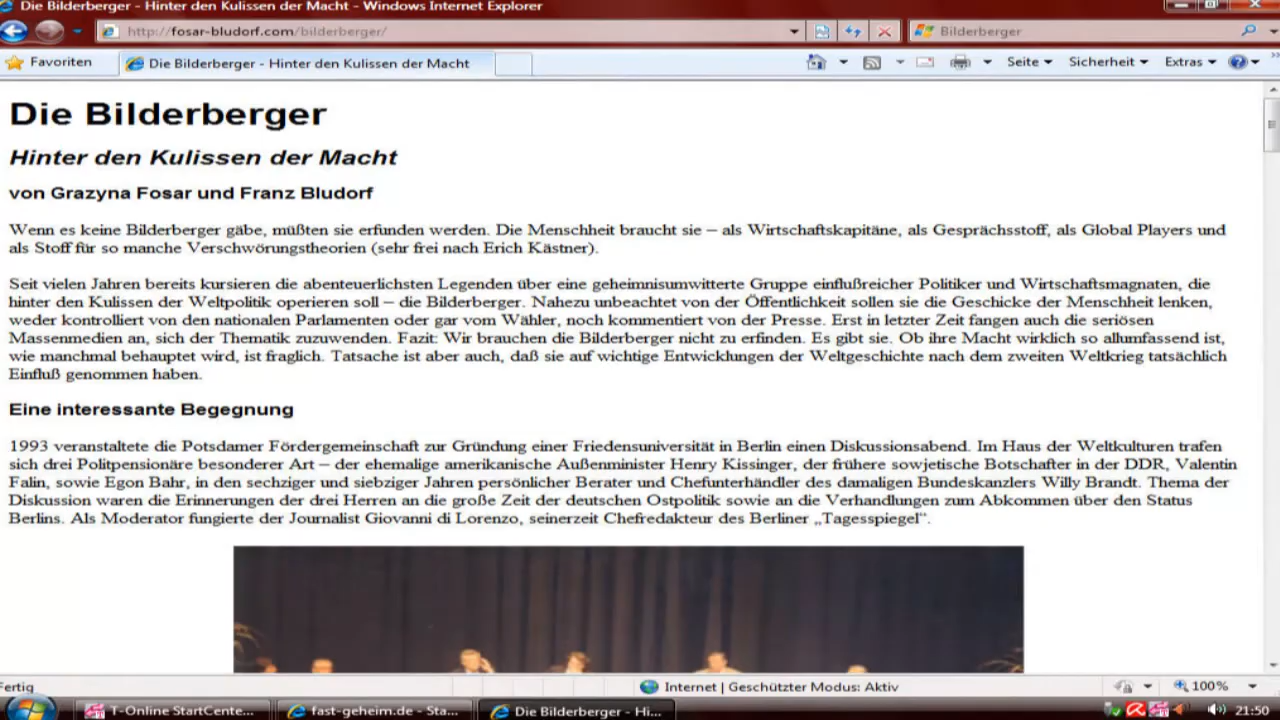 Die Bilderberger - Hinter den Kulissen der Macht - Windows Internet Explorer
http://fosar-bludorf.com/bilderberger/
Bilderberger
Favoriten
Die Bilderberger - Hinter den Kulissen der Macht
Seite
Sicherheit
Extras
Die Bilderberger
Hinter den Kulissen der Macht
von Grazyna Fosar und Franz Bludorf
Wenn es keine Bilderberger gäbe, müßten sie erfunden werden. Die Menschheit braucht sie – als Wirtschaftskapitäne, als Gesprächsstoff, als Global Players und
als Stoff für so manche Verschwörungstheorien (sehr frei nach Erich Kästner).
Seit vielen Jahren bereits kursieren die abenteuerlichsten Legenden über eine geheimnisumwitterte Gruppe einflußreicher Politiker und Wirtschaftsmagnaten, die
hinter den Kulissen der Weltpolitik operieren soll – die Bilderberger. Nahezu unbeachtet von der Öffentlichkeit sollen sie die Geschicke der Menschheit lenken,
weder kontrolliert von den nationalen Parlamenten oder gar vom Wähler, noch kommentiert von der Presse. Erst in letzter Zeit fangen auch die seriösen
Massenmedien an, sich der Thematik zuzuwenden. Fazit: Wir brauchen die Bilderberger nicht zu erfinden. Es gibt sie. Ob ihre Macht wirklich so allumfassend ist,
wie manchmal behauptet wird, ist fraglich. Tatsache ist aber auch, daß sie auf wichtige Entwicklungen der Weltgeschichte nach dem zweiten Weltkrieg tatsächlich
Einfluß genommen haben.
Eine interessante Begegnung
1993 veranstaltete die Potsdamer Fördergemeinschaft zur Gründung einer Friedensuniversität in Berlin einen Diskussionsabend. Im Haus der Weltkulturen trafen
sich drei Politpensionäre besonderer Art – der ehemalige amerikanische Außenminister Henry Kissinger, der frühere sowjetische Botschafter in der DDR, Valentin
Falin, sowie Egon Bahr, in den sechziger und siebziger Jahren persönlicher Berater und Chefunterhändler des damaligen Bundeskanzlers Willy Brandt. Thema der
Diskussion waren die Erinnerungen der drei Herren an die große Zeit der deutschen Ostpolitik sowie an die Verhandlungen zum Abkommen über den Status
Berlins. Als Moderator fungierte der Journalist Giovanni di Lorenzo, seinerzeit Chefredakteur des Berliner „Tagesspiegel“.
Fertig
Internet | Geschützter Modus: Aktiv
100%
T-Online StartCente...
fast-geheim.de - Sta...
Die Bilderberger - Hi...
21:50